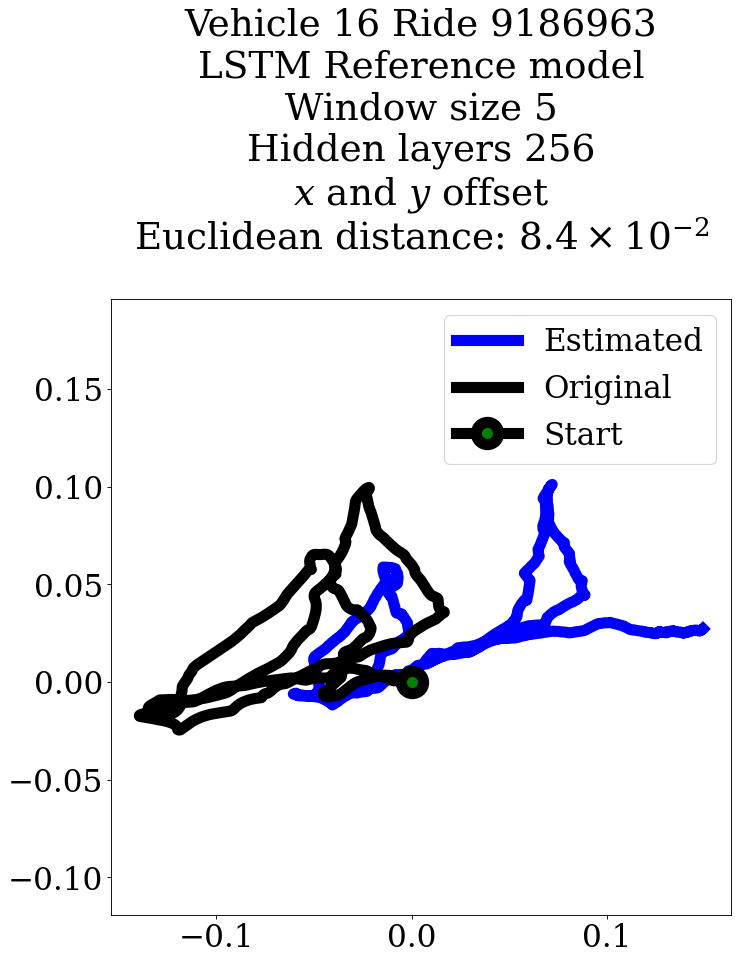 Vehicle 16 Ride 9186963
LSTM Reference model
Window size 5
Hidden layers 256
x and y offset
Euclidean distance: 8.4 × 10⁻²
Estimated
Original
Start
0.15
0.10
0.05
0.00
−0.05
−0.10
−0.1 0.0 0.1